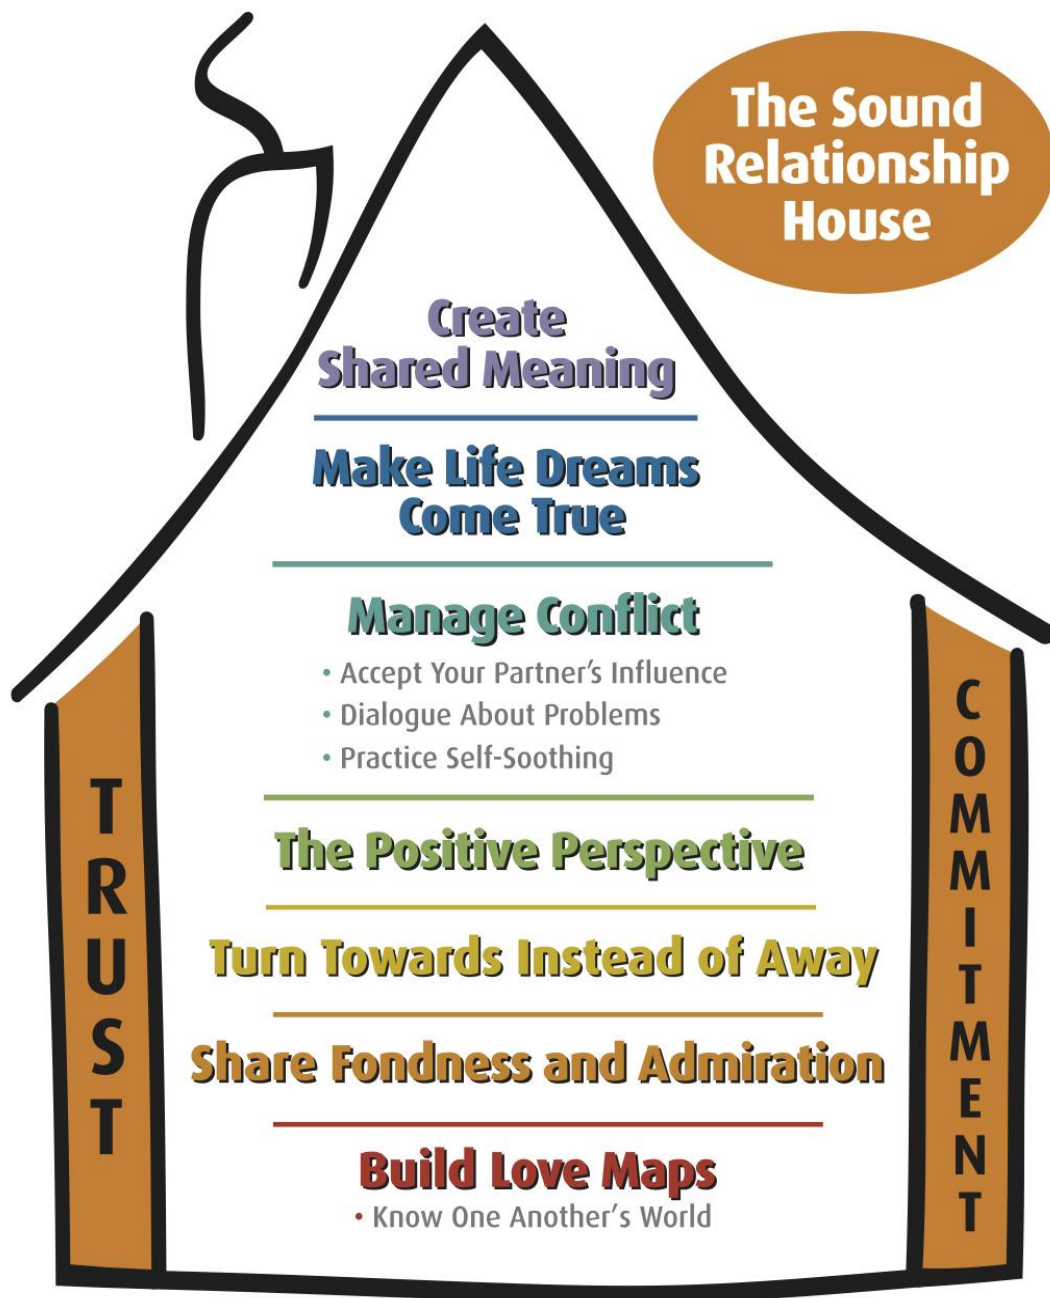 The Sound
Relationship
House
Create
Shared Meaning
Make Life Dreams
Come True
Manage Conflict
• Accept Your Partner's Influence
• Dialogue About Problems
• Practice Self-Soothing
The Positive Perspective
Turn Towards Instead of Away
Share Fondness and Admiration
Build Love Maps
• Know One Another's World
TRUST
COMMITMENT